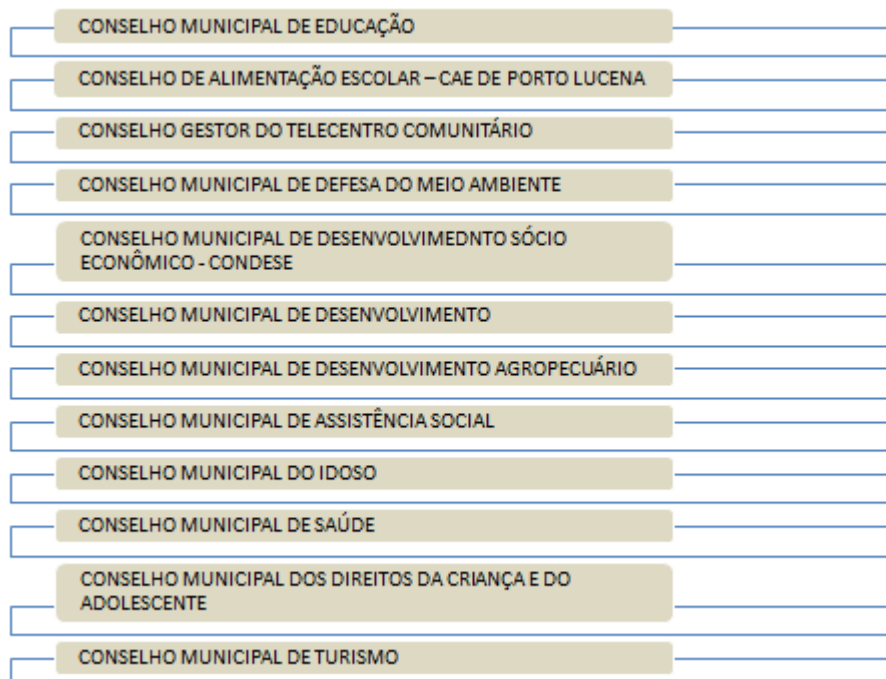 CONSELHO MUNICIPAL DE EDUCAÇÃO
CONSELHO DE ALIMENTAÇÃO ESCOLAR – CAE DE PORTO LUCENA
CONSELHO GESTOR DO TELECENTRO COMUNITÁRIO
CONSELHO MUNICIPAL DE DEFESA DO MEIO AMBIENTE
CONSELHO MUNICIPAL DE DESENVOLVIMEDNTO SÓCIO
ECONÔMICO - CONDESE
CONSELHO MUNICIPAL DE DESENVOLVIMENTO
CONSELHO MUNICIPAL DE DESENVOLVIMENTO AGROPECUÁRIO
CONSELHO MUNICIPAL DE ASSISTÊNCIA SOCIAL
CONSELHO MUNICIPAL DO IDOSO
CONSELHO MUNICIPAL DE SAÚDE
CONSELHO MUNICIPAL DOS DIREITOS DA CRIANÇA E DO
ADOLESCENTE
CONSELHO MUNICIPAL DE TURISMO